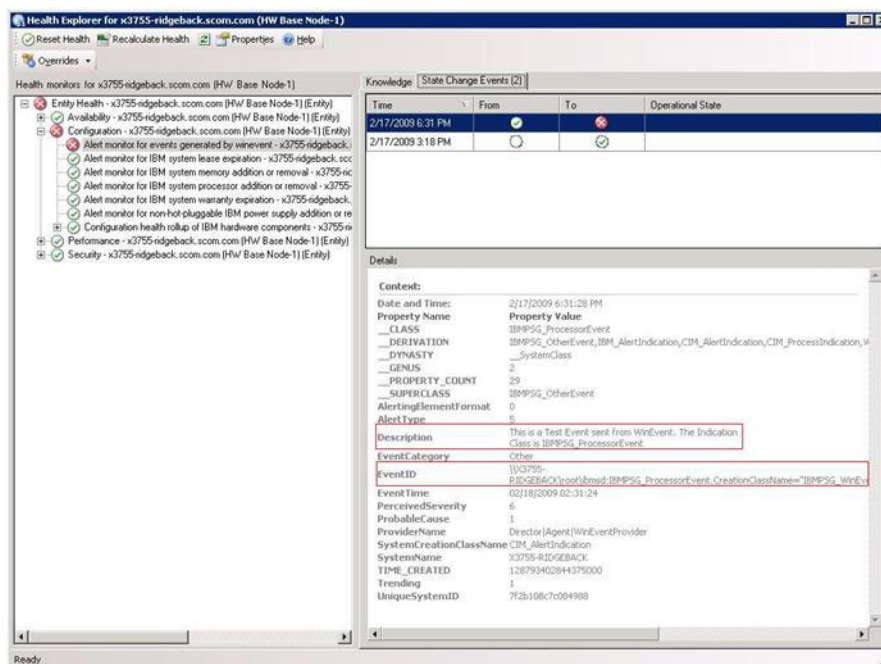 Health Explorer for x3755-ridgeback.scom.com (HW Base Node-1)
Reset Health Recalculate Health Properties Help
Overrides
Health monitors for x3755-ridgeback.scom.com (HW Base Node-1)
Entity Health - x3755-ridgeback.scom.com (HW Base Node-1) (Entity)
Availability - x3755-ridgeback.scom.com (HW Base Node-1) (Entity)
Configuration - x3755-ridgeback.scom.com (HW Base Node-1) (Entity)
Alert monitor for events generated by winevent - x3755-ridgeback.
Alert monitor for IBM system lease expiration - x3755-ridgeback.scc
Alert monitor for IBM system memory addition or removal - x3755-ric
Alert monitor for IBM system processor addition or removal - x3755-
Alert monitor for IBM system warranty expiration - x3755-ridgeback.
Alert monitor for non-hot-pluggable IBM power supply addition or re
Configuration health rollup of IBM hardware components - x3755-ri
Performance - x3755-ridgeback.scom.com (HW Base Node-1) (Entity)
Security - x3755-ridgeback.scom.com (HW Base Node-1) (Entity)
Knowledge State Change Events (2)
Time From To Operational State
2/17/2009 6:31 PM
2/17/2009 3:18 PM
Details
Context:
Date and Time: 2/17/2009 6:31:28 PM
Property Name Property Value
__CLASS IBMPSG_ProcessorEvent
__DERIVATION IBMPSG_OtherEvent,IBM_AlertIndication,CIM_AlertIndication,CIM_ProcessIndication,
__DYNASTY __SystemClass
__GENUS 2
__PROPERTY_COUNT 29
__SUPERCLASS IBMPSG_OtherEvent
AlertingElementFormat 0
AlertType 5
Description This is a Test Event sent from WinEvent. The Indication
Class is IBMPSG_ProcessorEvent
EventCategory Other
EventID \\X3755-
RIDGEBACK\root\ibmsd:IBMPSG_ProcessorEvent.CreationClassName="IBMPSG_WinEve
EventTime 02/18/2009 02:31:24
PerceivedSeverity 6
ProbableCause 1
ProviderName Director|Agent|WinEventProvider
SystemCreationClassName CIM_AlertIndication
SystemName X3755-RIDGEBACK
TIME_CREATED 128793402844375000
Trending 1
UniqueSystemID 7f2b108c7c084988
Ready